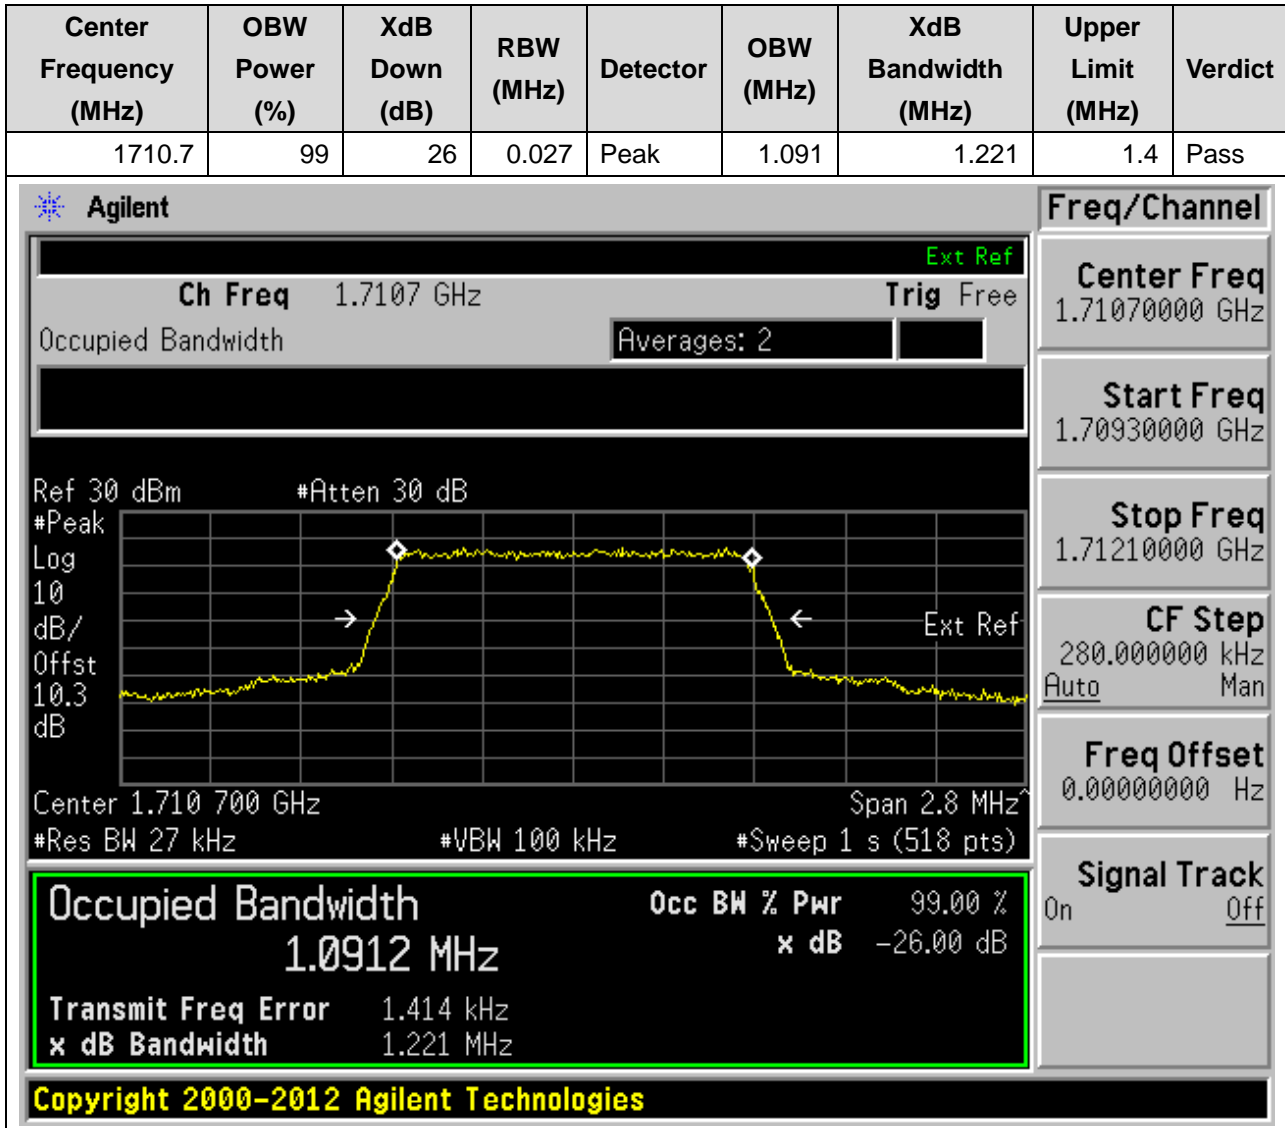 Center Frequency (MHz) OBW Power (%) XdB Down (dB) RBW (MHz) Detector OBW (MHz) XdB Bandwidth (MHz) Upper Limit (MHz) Verdict
1710.7 99 26 0.027 Peak 1.091 1.221 1.4 Pass
Agilent
Freq/Channel
Ext Ref
Ch Freq 1.7107 GHz Trig Free
Occupied Bandwidth Averages: 2
Center Freq
1.71070000 GHz
Start Freq
1.70930000 GHz
Stop Freq
1.71210000 GHz
CF Step
280.000000 kHz
Auto Man
Freq Offset
0.00000000 Hz
Signal Track
On Off
Ref 30 dBm #Atten 30 dB
#Peak
Log
10
dB/
Offst
10.3
dB
Ext Ref
Center 1.710 700 GHz Span 2.8 MHz^
#Res BW 27 kHz #VBW 100 kHz #Sweep 1 s (518 pts)
Occupied Bandwidth Occ BW % Pwr 99.00 %
1.0912 MHz x dB -26.00 dB
Transmit Freq Error 1.414 kHz
x dB Bandwidth 1.221 MHz
Copyright 2000-2012 Agilent Technologies